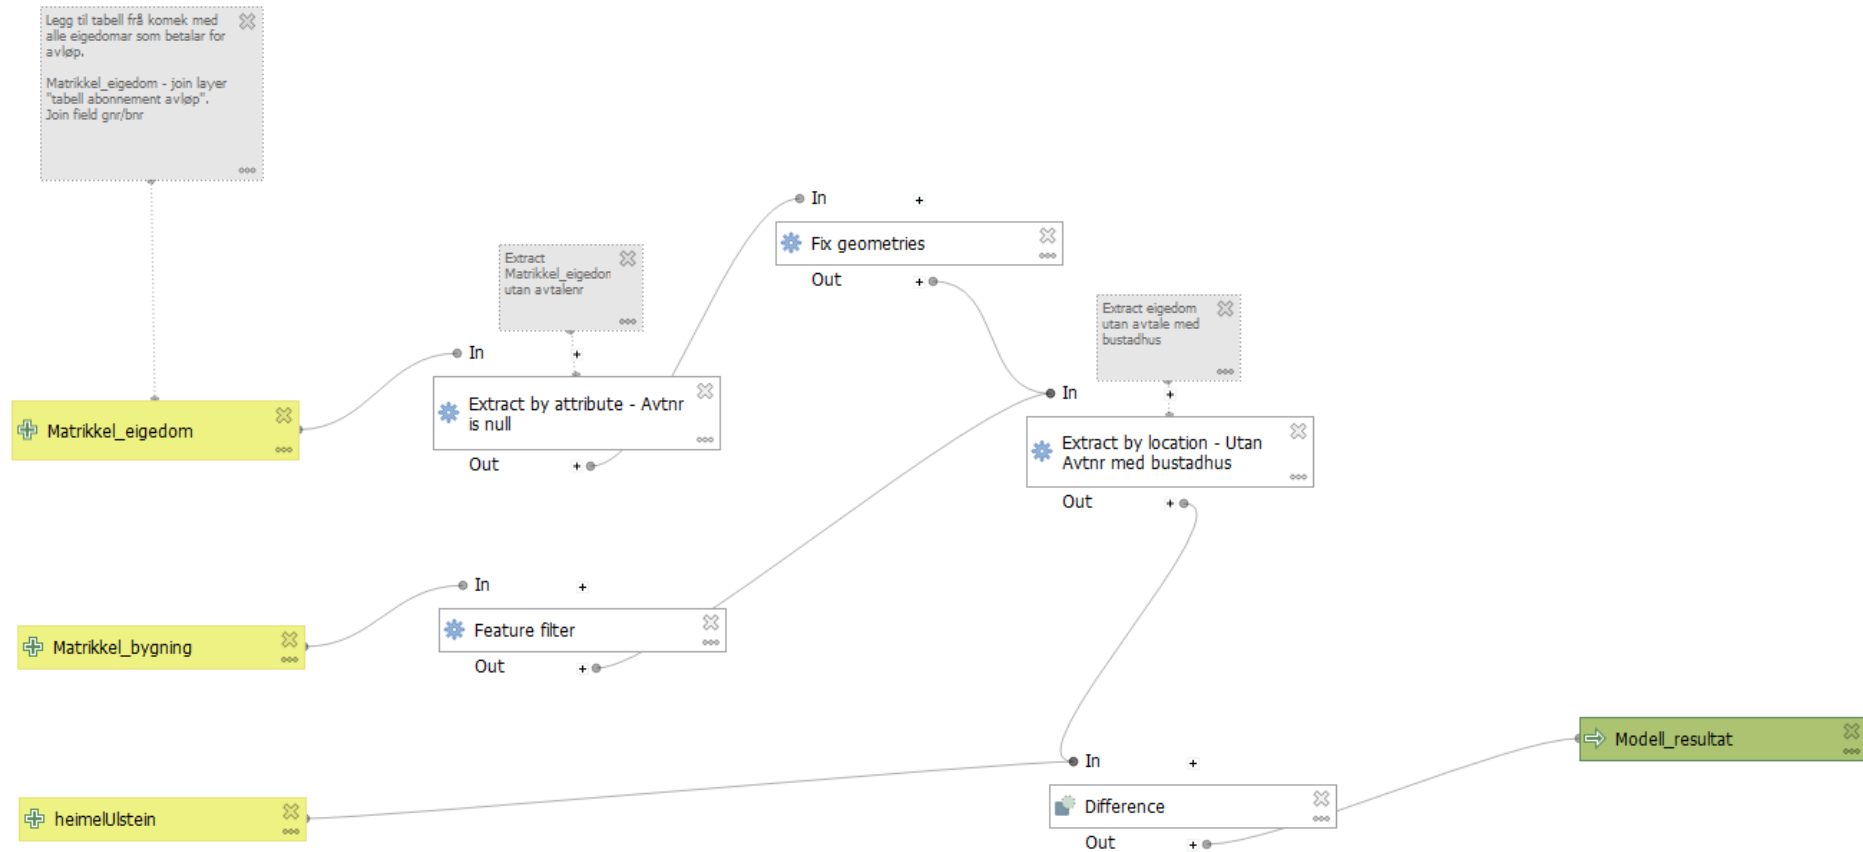 Legg til tabell frå komek med
alle eigedomar som betalar for
avløp.
Matrikkel_eigedom - join layer
"tabell abonnement avløp".
Join field gnr/bnr
In
Fix geometries
Out
Extract
Matrikkel_eigedom
utan avtalenr
Extract eigedom
utan avtale med
bustadhus
In
Extract by attribute - Avtnr
is null
Out
Matrikkel_eigedom
In
Extract by location - Utan
Avtnr med bustadhus
Out
In
Feature filter
Out
Matrikkel_bygning
Modell_resultat
In
Difference
Out
heimelUlstein